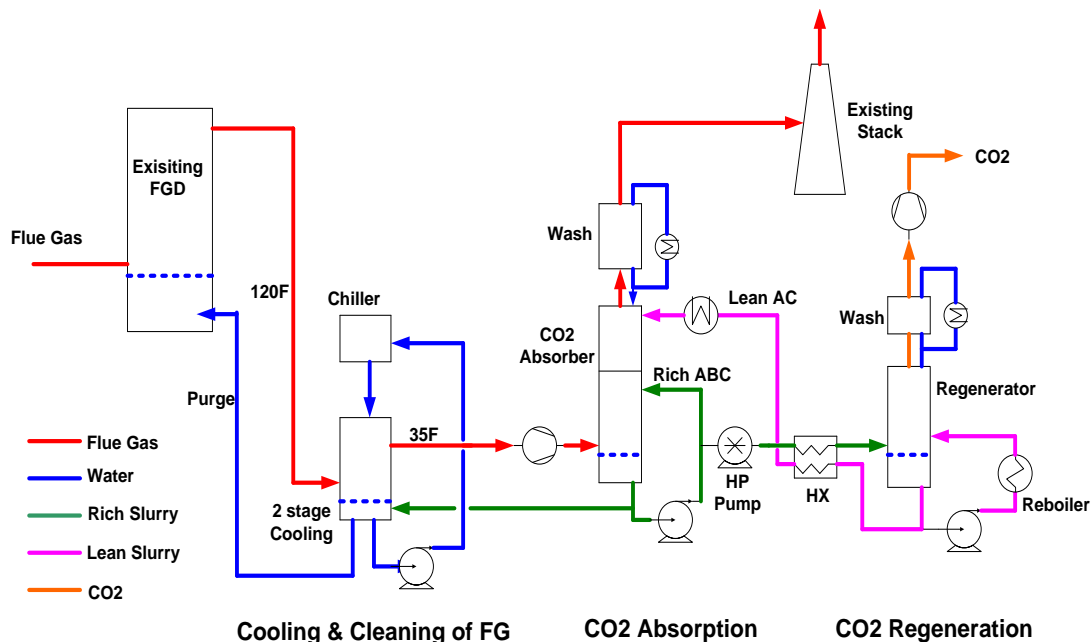 Existing
Stack
Exisiting
FGD
CO2
Flue Gas
Wash
120F
Chiller
Lean AC
Wash
CO2
Absorber
Rich ABC
Regenerator
Purge
35F
Flue Gas
Water
2 stage
Cooling
HP
Pump
HX
Reboiler
Rich Slurry
Lean Slurry
CO2
Cooling & Cleaning of FG
CO2 Absorption
CO2 Regeneration